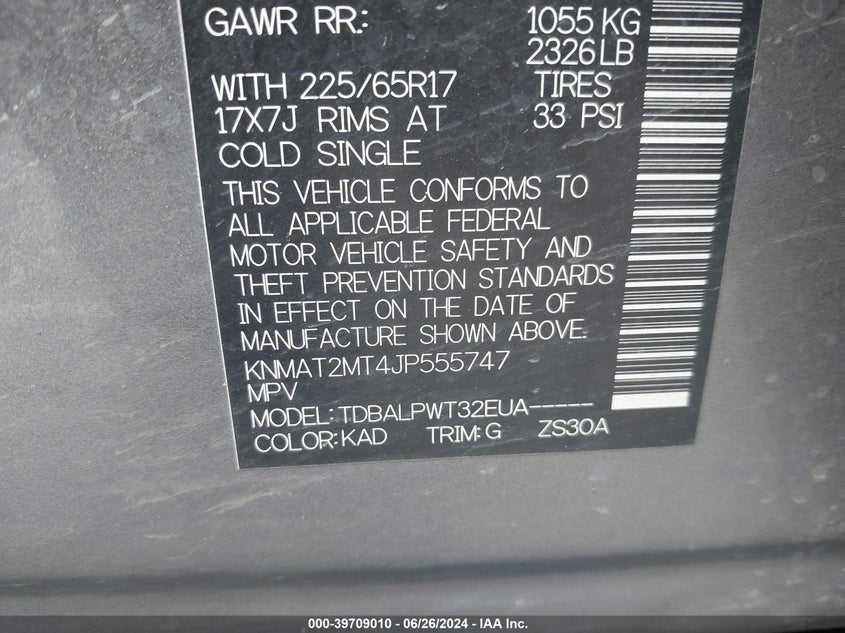 GAWR RR.: 1055 KG
2326 LB
WITH 225/65R17 TIRES
17X7J RIMS AT 33 PSI
COLD SINGLE
THIS VEHICLE CONFORMS TO
ALL APPLICABLE FEDERAL
MOTOR VEHICLE SAFETY AND
THEFT PREVENTION STANDARDS
IN EFFECT ON THE DATE OF
MANUFACTURE SHOWN ABOVE.
KNMAT2MT4JP555747
MPV
MODEL:TDBALPWT32EUA-----
COLOR:KAD TRIM:G ZS30A
000-39709010 - 06/26/2024 - IAA Inc.